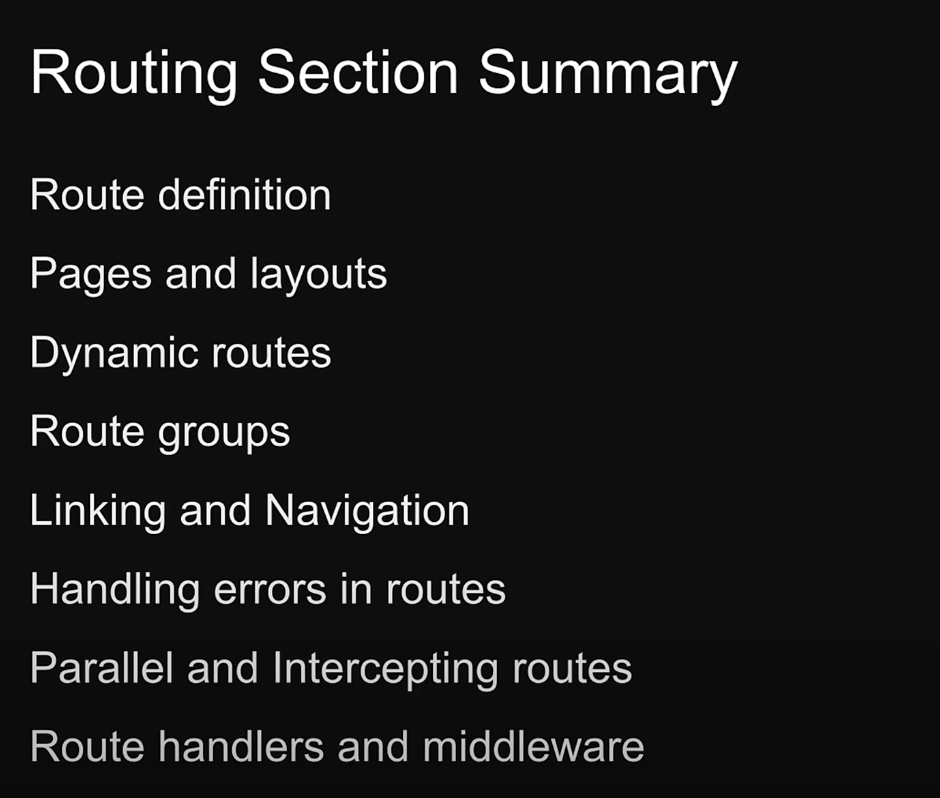 Routing Section Summary
Route definition
Pages and layouts
Dynamic routes
Route groups
Linking and Navigation
Handling errors in routes
Parallel and Intercepting routes
Route handlers and middleware